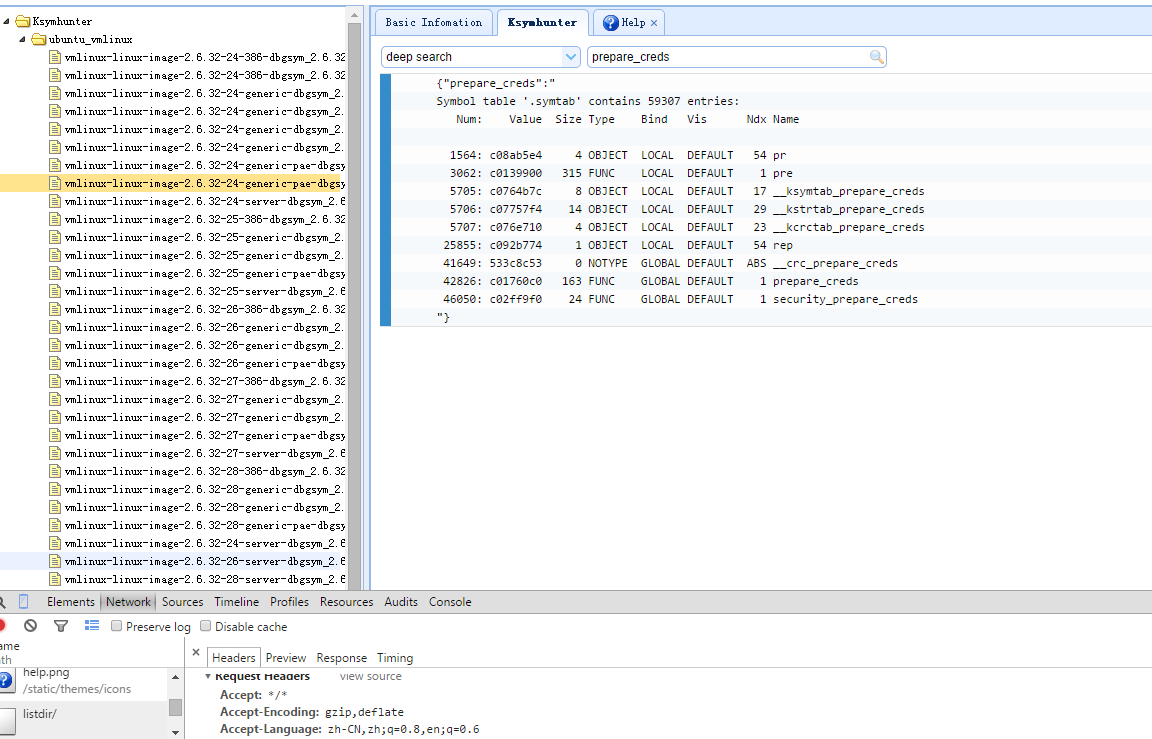 Ksymhunter
ubuntu_vmlinux
vmlinux-linux-image-2.6.32-24-386-dbgsym_2.6.32
vmlinux-linux-image-2.6.32-24-386-dbgsym_2.6.32
vmlinux-linux-image-2.6.32-24-generic-dbgsym_2.
vmlinux-linux-image-2.6.32-24-generic-dbgsym_2.
vmlinux-linux-image-2.6.32-24-generic-dbgsym_2.
vmlinux-linux-image-2.6.32-24-generic-dbgsym_2.
vmlinux-linux-image-2.6.32-24-generic-pae-dbgsy
vmlinux-linux-image-2.6.32-24-generic-pae-dbgsy
vmlinux-linux-image-2.6.32-24-server-dbgsym_2.6
vmlinux-linux-image-2.6.32-25-386-dbgsym_2.6.32
vmlinux-linux-image-2.6.32-25-generic-dbgsym_2.
vmlinux-linux-image-2.6.32-25-generic-dbgsym_2.
vmlinux-linux-image-2.6.32-25-generic-pae-dbgsy
vmlinux-linux-image-2.6.32-25-server-dbgsym_2.6
vmlinux-linux-image-2.6.32-26-386-dbgsym_2.6.32
vmlinux-linux-image-2.6.32-26-generic-dbgsym_2.
vmlinux-linux-image-2.6.32-26-generic-dbgsym_2.
vmlinux-linux-image-2.6.32-26-generic-pae-dbgsy
vmlinux-linux-image-2.6.32-27-386-dbgsym_2.6.32
vmlinux-linux-image-2.6.32-27-generic-dbgsym_2.
vmlinux-linux-image-2.6.32-27-generic-dbgsym_2.
vmlinux-linux-image-2.6.32-27-generic-pae-dbgsy
vmlinux-linux-image-2.6.32-27-server-dbgsym_2.6
vmlinux-linux-image-2.6.32-28-386-dbgsym_2.6.32
vmlinux-linux-image-2.6.32-28-generic-dbgsym_2.
vmlinux-linux-image-2.6.32-28-generic-dbgsym_2.
vmlinux-linux-image-2.6.32-28-generic-pae-dbgsy
vmlinux-linux-image-2.6.32-24-server-dbgsym_2.6
vmlinux-linux-image-2.6.32-26-server-dbgsym_2.6
vmlinux-linux-image-2.6.32-28-server-dbgsym_2.6
Basic Infomation Ksymhunter Help ×
deep search prepare_creds
{"prepare_creds":"
Symbol table '.symtab' contains 59307 entries:
Num: Value Size Type Bind Vis Ndx Name
1564: c08ab5e4 4 OBJECT LOCAL DEFAULT 54 pr
3062: c0139900 315 FUNC LOCAL DEFAULT 1 pre
5705: c0764b7c 8 OBJECT LOCAL DEFAULT 17 __ksymtab_prepare_creds
5706: c07757f4 14 OBJECT LOCAL DEFAULT 29 __kstrtab_prepare_creds
5707: c076e710 4 OBJECT LOCAL DEFAULT 23 __kcrctab_prepare_creds
25855: c092b774 1 OBJECT LOCAL DEFAULT 54 rep
41649: 533c8c53 0 NOTYPE GLOBAL DEFAULT ABS __crc_prepare_creds
42826: c01760c0 163 FUNC GLOBAL DEFAULT 1 prepare_creds
46050: c02ff9f0 24 FUNC GLOBAL DEFAULT 1 security_prepare_creds
"}
Elements Network Sources Timeline Profiles Resources Audits Console
Preserve log Disable cache
ame
ath
help.png
/static/themes/icons
listdir/
× Headers Preview Response Timing
Request Headers view source
Accept: */*
Accept-Encoding: gzip,deflate
Accept-Language: zh-CN,zh;q=0.8,en;q=0.6